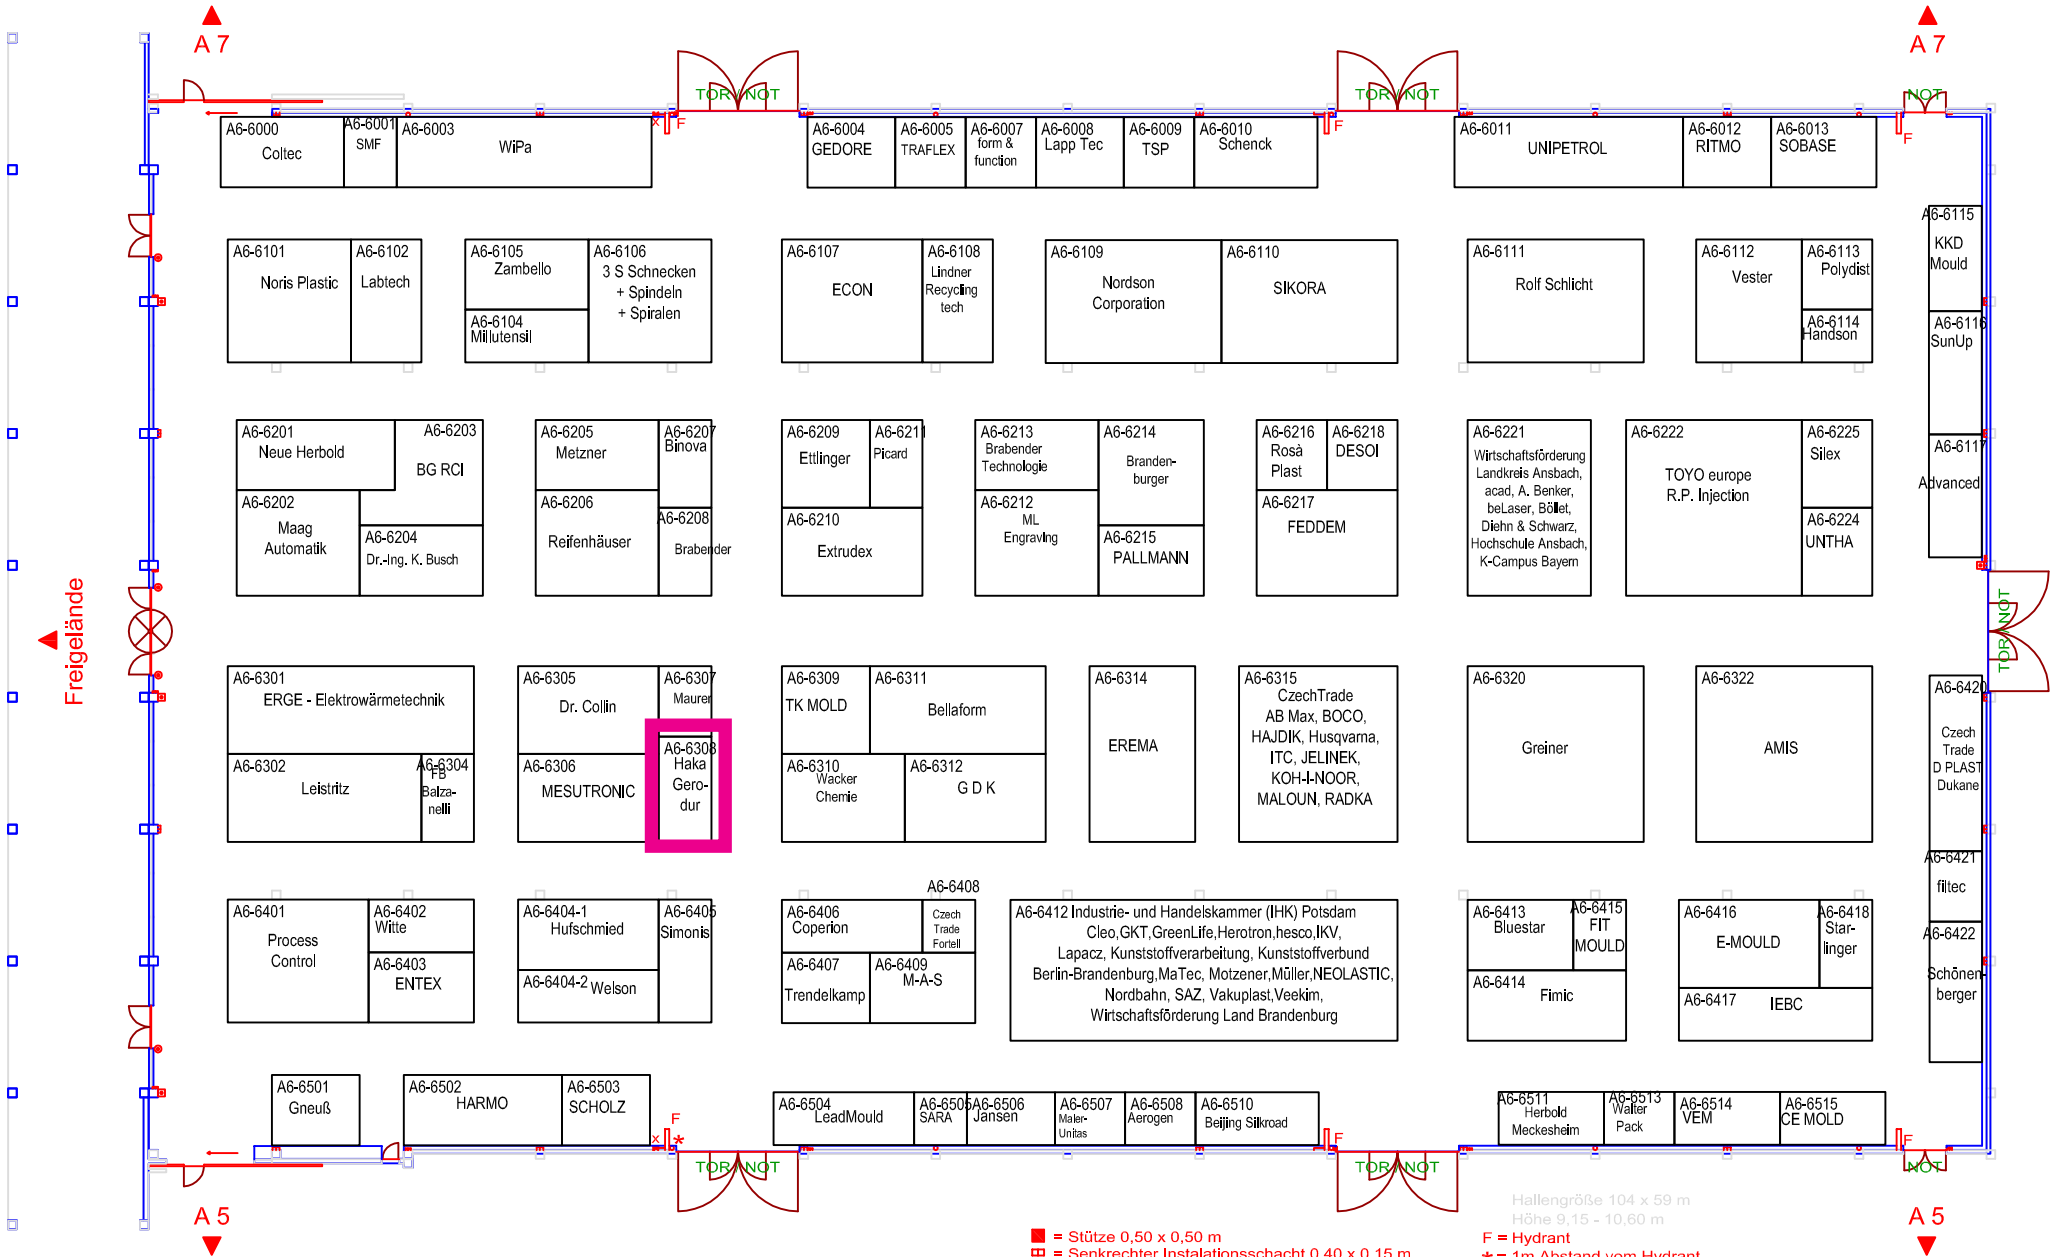 A 7
A 7
TOR / NOT
TOR / NOT
NOT
F
F
F
A6-6000
Coltec
A6-6001
SMF
A6-6003
WiPa
A6-6004
GEDORE
A6-6005
TRAFLEX
A6-6007
form &
function
A6-6008
Lapp Tec
A6-6009
TSP
A6-6010
Schenck
A6-6011
UNIPETROL
A6-6012
RITMO
A6-6013
SOBASE
A6-6101
Noris Plastic
A6-6102
Labtech
A6-6105
Zambello
A6-6104
Millutensil
A6-6106
3 S Schnecken
+ Spindeln
+ Spiralen
A6-6107
ECON
A6-6108
Lindner
Recycling
tech
A6-6109
Nordson
Corporation
A6-6110
SIKORA
A6-6111
Rolf Schlicht
A6-6112
Vester
A6-6113
Polydist
A6-6114
Handson
A6-6115
KKD
Mould
A6-6116
SunUp
A6-6117
Advanced
A6-6201
Neue Herbold
A6-6203
BG RCI
A6-6202
Maag
Automatik
A6-6204
Dr.-Ing. K. Busch
A6-6205
Metzner
A6-6207
Binova
A6-6206
Reifenhäuser
A6-6208
Brabender
A6-6209
Ettlinger
A6-6211
Picard
A6-6210
Extrudex
A6-6213
Brabender
Technologie
A6-6214
Branden-
burger
A6-6212
ML
Engraving
A6-6215
PALLMANN
A6-6216
Rosà
Plast
A6-6218
DESOI
A6-6217
FEDDEM
A6-6221
Wirtschaftsförderung
Landkreis Ansbach,
acad, A. Benker,
beLaser, Böllet,
Diehn & Schwarz,
Hochschule Ansbach,
K-Campus Bayern
A6-6222
TOYO europe
R.P. Injection
A6-6225
Silex
A6-6224
UNTHA
Freigelände
TOR / NOT
A6-6301
ERGE - Elektrowärmetechnik
A6-6302
Leistritz
A6-6304
FB
Balza-
nelli
A6-6305
Dr. Collin
A6-6307
Maurer
A6-6306
MESUTRONIC
A6-6308
Haka
Gero-
dur
A6-6309
TK MOLD
A6-6311
Bellaform
A6-6310
Wacker
Chemie
A6-6312
G D K
A6-6314
EREMA
A6-6315
CzechTrade
AB Max, BOCO,
HAJDIK, Husqvarna,
ITC, JELINEK,
KOH-I-NOOR,
MALOUN, RADKA
A6-6320
Greiner
A6-6322
AMIS
A6-6420
Czech
Trade
D PLAST
Dukane
A6-6421
filtec
A6-6422
Schönen-
berger
A6-6401
Process
Control
A6-6402
Witte
A6-6403
ENTEX
A6-6404-1
Hufschmied
A6-6404-2 Welson
A6-6405
Simonis
A6-6406
Coperion
A6-6408
Czech
Trade
Fortell
A6-6407
Trendelkamp
A6-6409
M-A-S
A6-6412 Industrie- und Handelskammer (IHK) Potsdam
Cleo,GKT,GreenLife,Herotron,hesco,IKV,
Lapacz, Kunststoffverarbeitung, Kunststoffverbund
Berlin-Brandenburg,MaTec, Motzener,Müller,NEOLASTIC,
Nordbahn, SAZ, Vakuplast,Veekim,
Wirtschaftsförderung Land Brandenburg
A6-6413
Bluestar
A6-6415
FIT
MOULD
A6-6414
Fimic
A6-6416
E-MOULD
A6-6418
Star-
linger
A6-6417 IEBC
A6-6501
Gneuß
A6-6502
HARMO
A6-6503
SCHOLZ
A6-6504
LeadMould
A6-6505
SARA
A6-6506
Jansen
A6-6507
Maier-
Unitas
A6-6508
Aerogen
A6-6510
Beijing Silkroad
A6-6511
Herbold
Meckesheim
A6-6513
Walter
Pack
A6-6514
VEM
A6-6515
CE MOLD
x F
*
F
F
TOR / NOT
TOR / NOT
NOT
A 5
A 5
Hallengröße 104 x 59 m
Höhe 9,15 - 10,60 m
= Stütze 0,50 x 0,50 m
F = Hydrant
= Senkrechter Instalationsschacht 0,40 x 0,15 m
* = 1m Abstand vom Hydrant